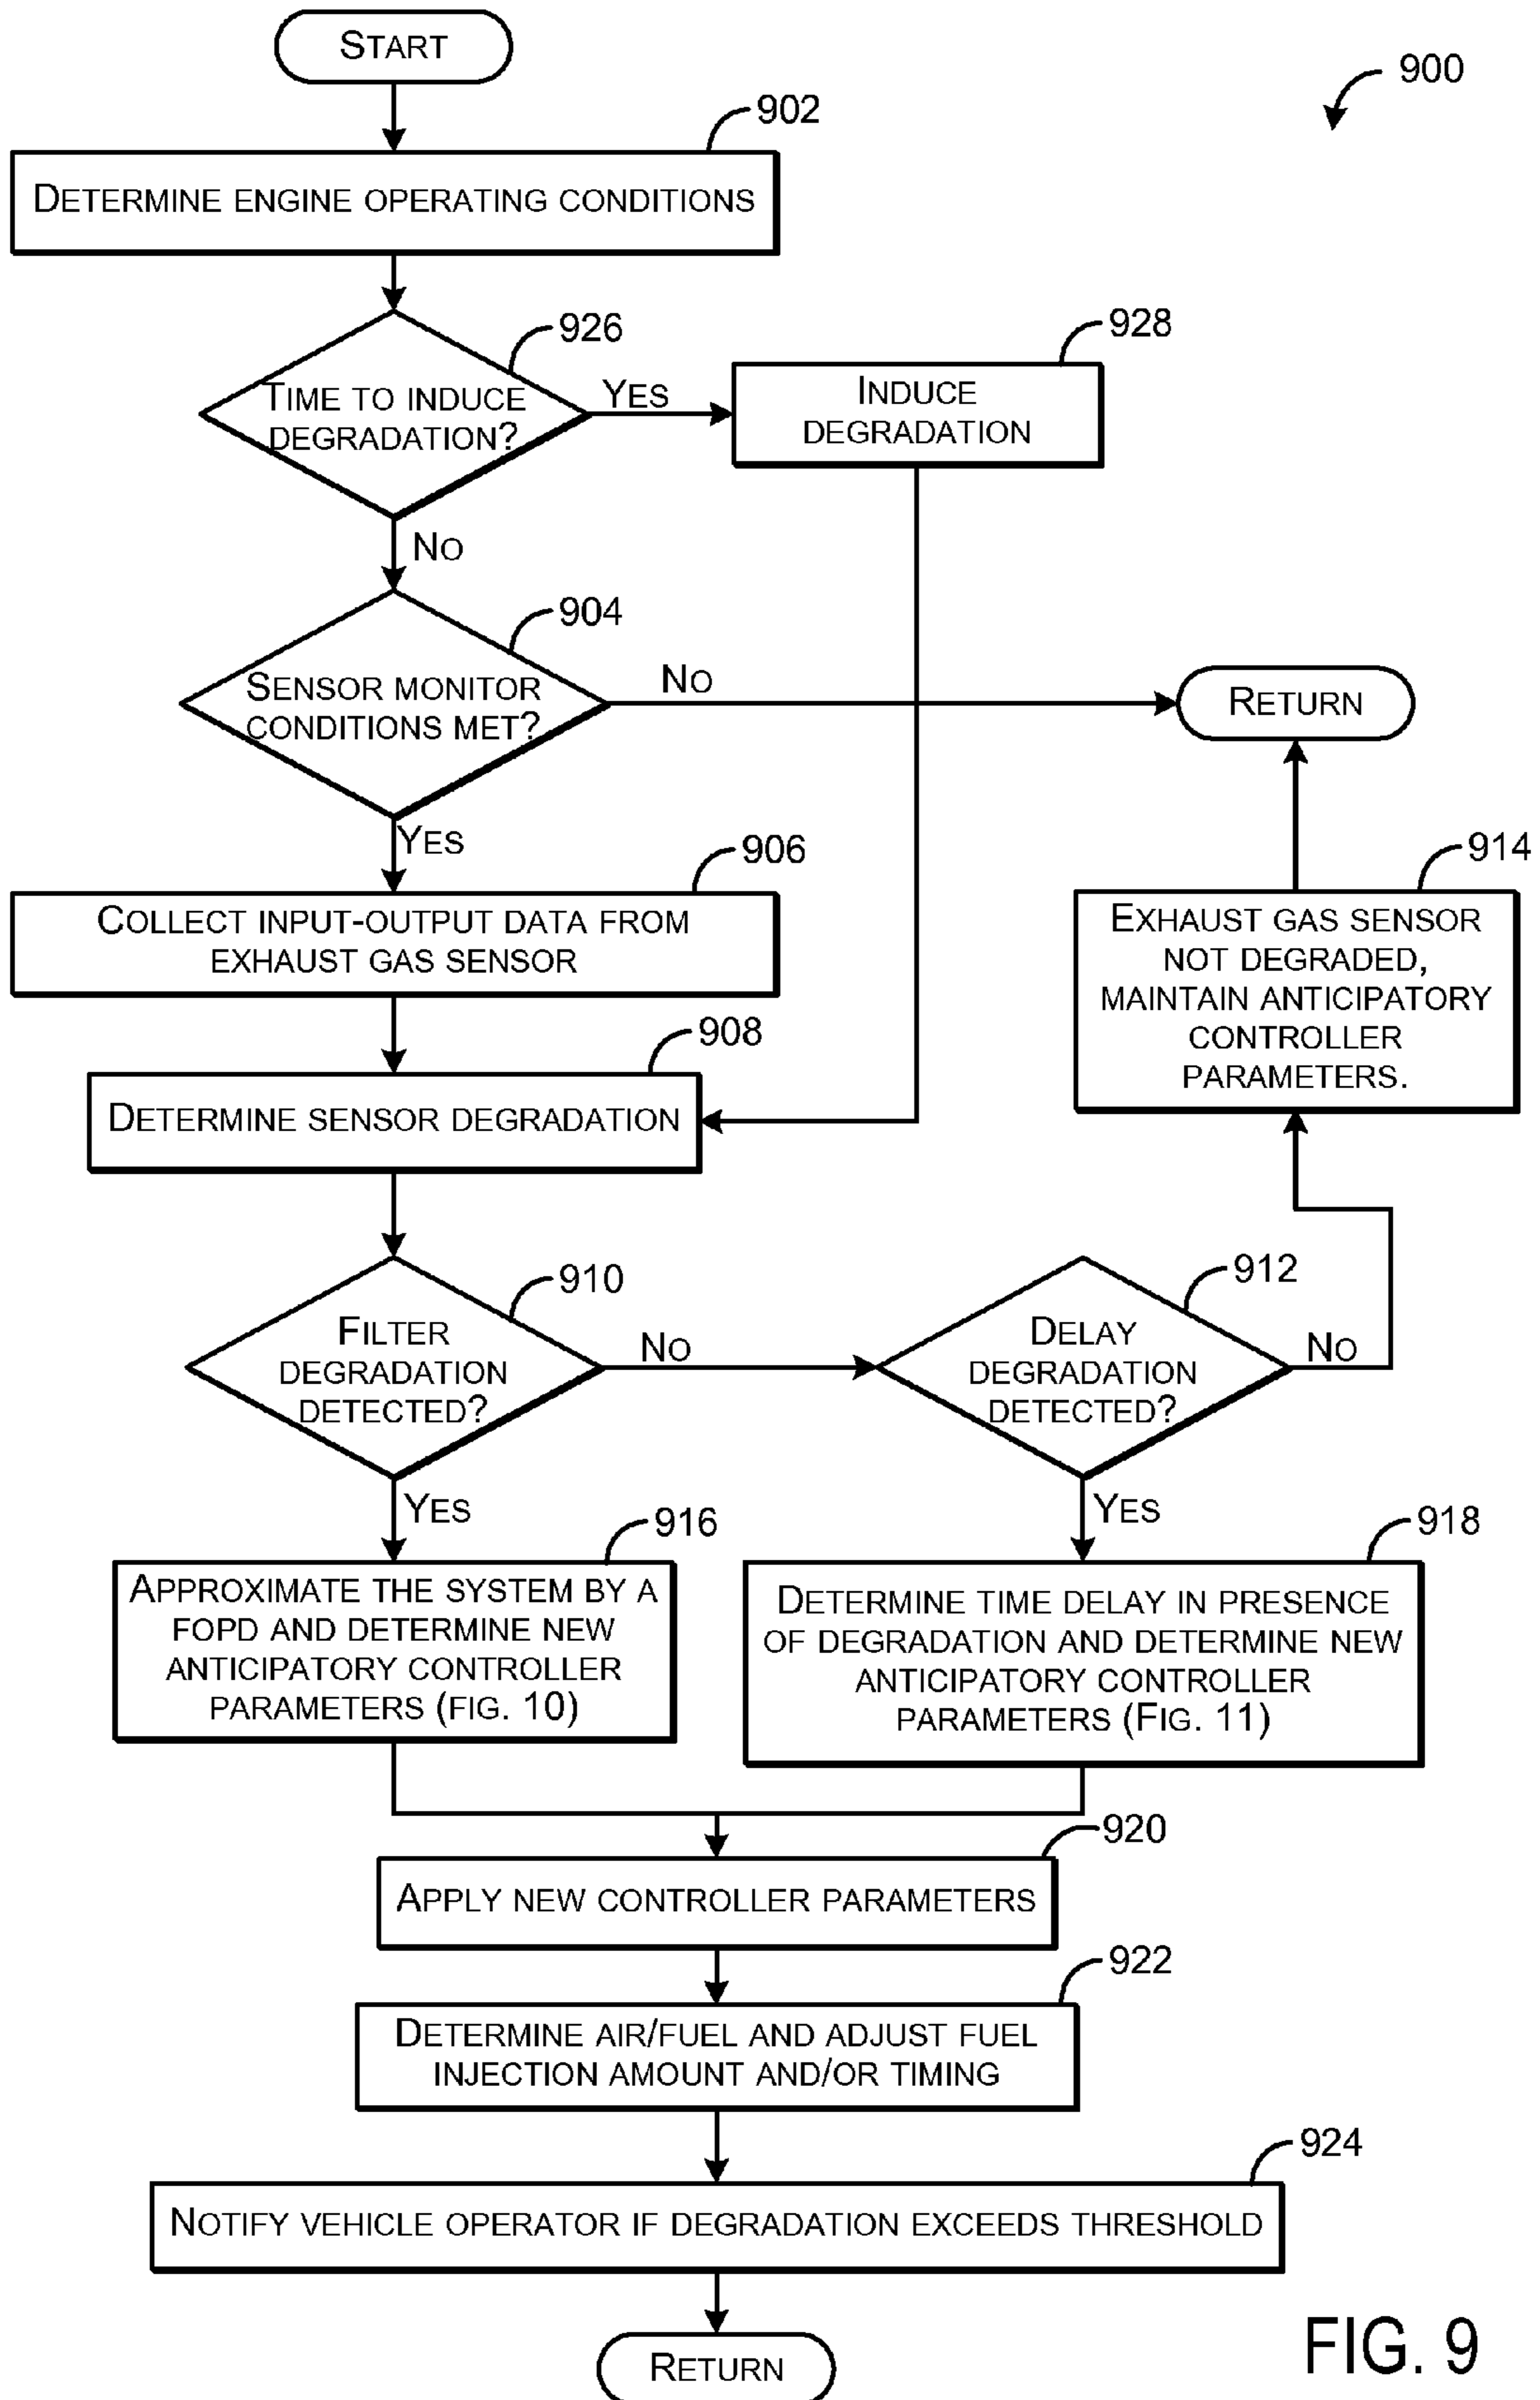 START
900
902
DETERMINE ENGINE OPERATING CONDITIONS
926
928
TIME TO INDUCE
DEGRADATION?
YES
INDUCE
DEGRADATION
NO
904
SENSOR MONITOR
CONDITIONS MET?
NO
RETURN
YES
906
914
COLLECT INPUT-OUTPUT DATA FROM
EXHAUST GAS SENSOR
EXHAUST GAS SENSOR
NOT DEGRADED,
MAINTAIN ANTICIPATORY
CONTROLLER
PARAMETERS.
908
DETERMINE SENSOR DEGRADATION
910
912
FILTER
DEGRADATION
DETECTED?
NO
DELAY
DEGRADATION
DETECTED?
NO
YES
YES
916
918
APPROXIMATE THE SYSTEM BY A
FOPD AND DETERMINE NEW
ANTICIPATORY CONTROLLER
PARAMETERS (FIG. 10)
DETERMINE TIME DELAY IN PRESENCE
OF DEGRADATION AND DETERMINE NEW
ANTICIPATORY CONTROLLER
PARAMETERS (FIG. 11)
920
APPLY NEW CONTROLLER PARAMETERS
922
DETERMINE AIR/FUEL AND ADJUST FUEL
INJECTION AMOUNT AND/OR TIMING
924
NOTIFY VEHICLE OPERATOR IF DEGRADATION EXCEEDS THRESHOLD
RETURN
FIG. 9